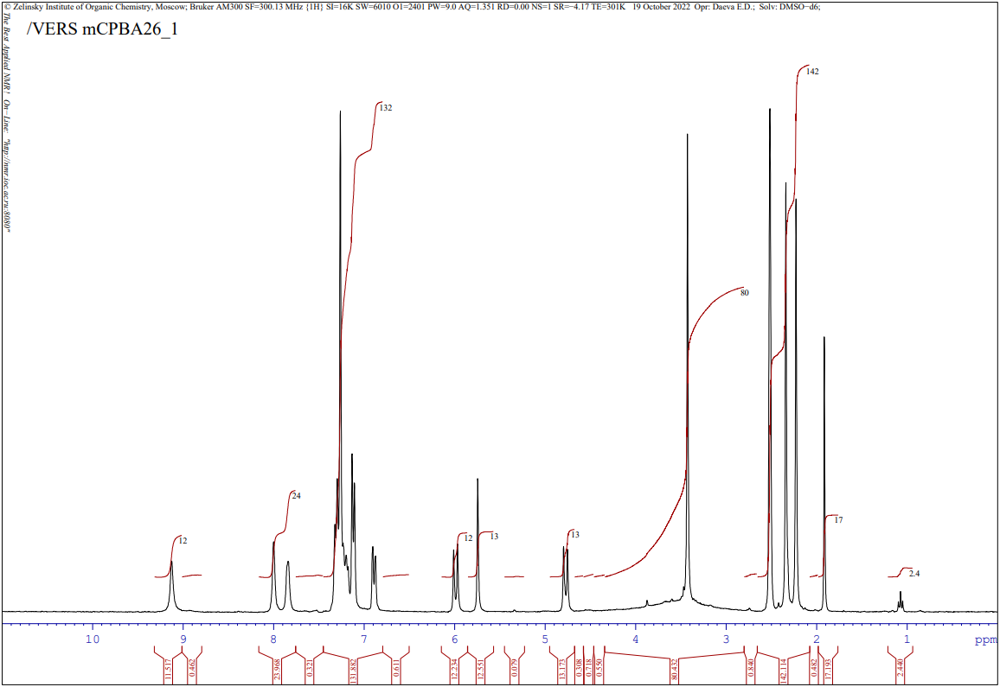 © Zelinsky Institute of Organic Chemistry, Moscow; Bruker AM300 SF=300.13 MHz {1H} SI=16K SW=6010 O1=2401 PW=9.0 AQ=1.351 RD=0.00 NS=1 SR=-4.17 TE=301K 19 October 2022 Opr: Daeva E.D.; Solv: DMSO-d6;
The Best Applied NMR! On-Line: "http://nmr.ioc.ac.ru:8080"
/VERS mCPBA26_1
142
132
80
24
12
12
13
13
17
2.4
10 9 8 7 6 5 4 3 2 1 ppm
11.517 0.462 23.968 0.321 131.882 0.611 12.234 12.551 0.079 13.173 0.308 0.718 0.550 80.432 0.840 142.114 0.482 17.193 2.440